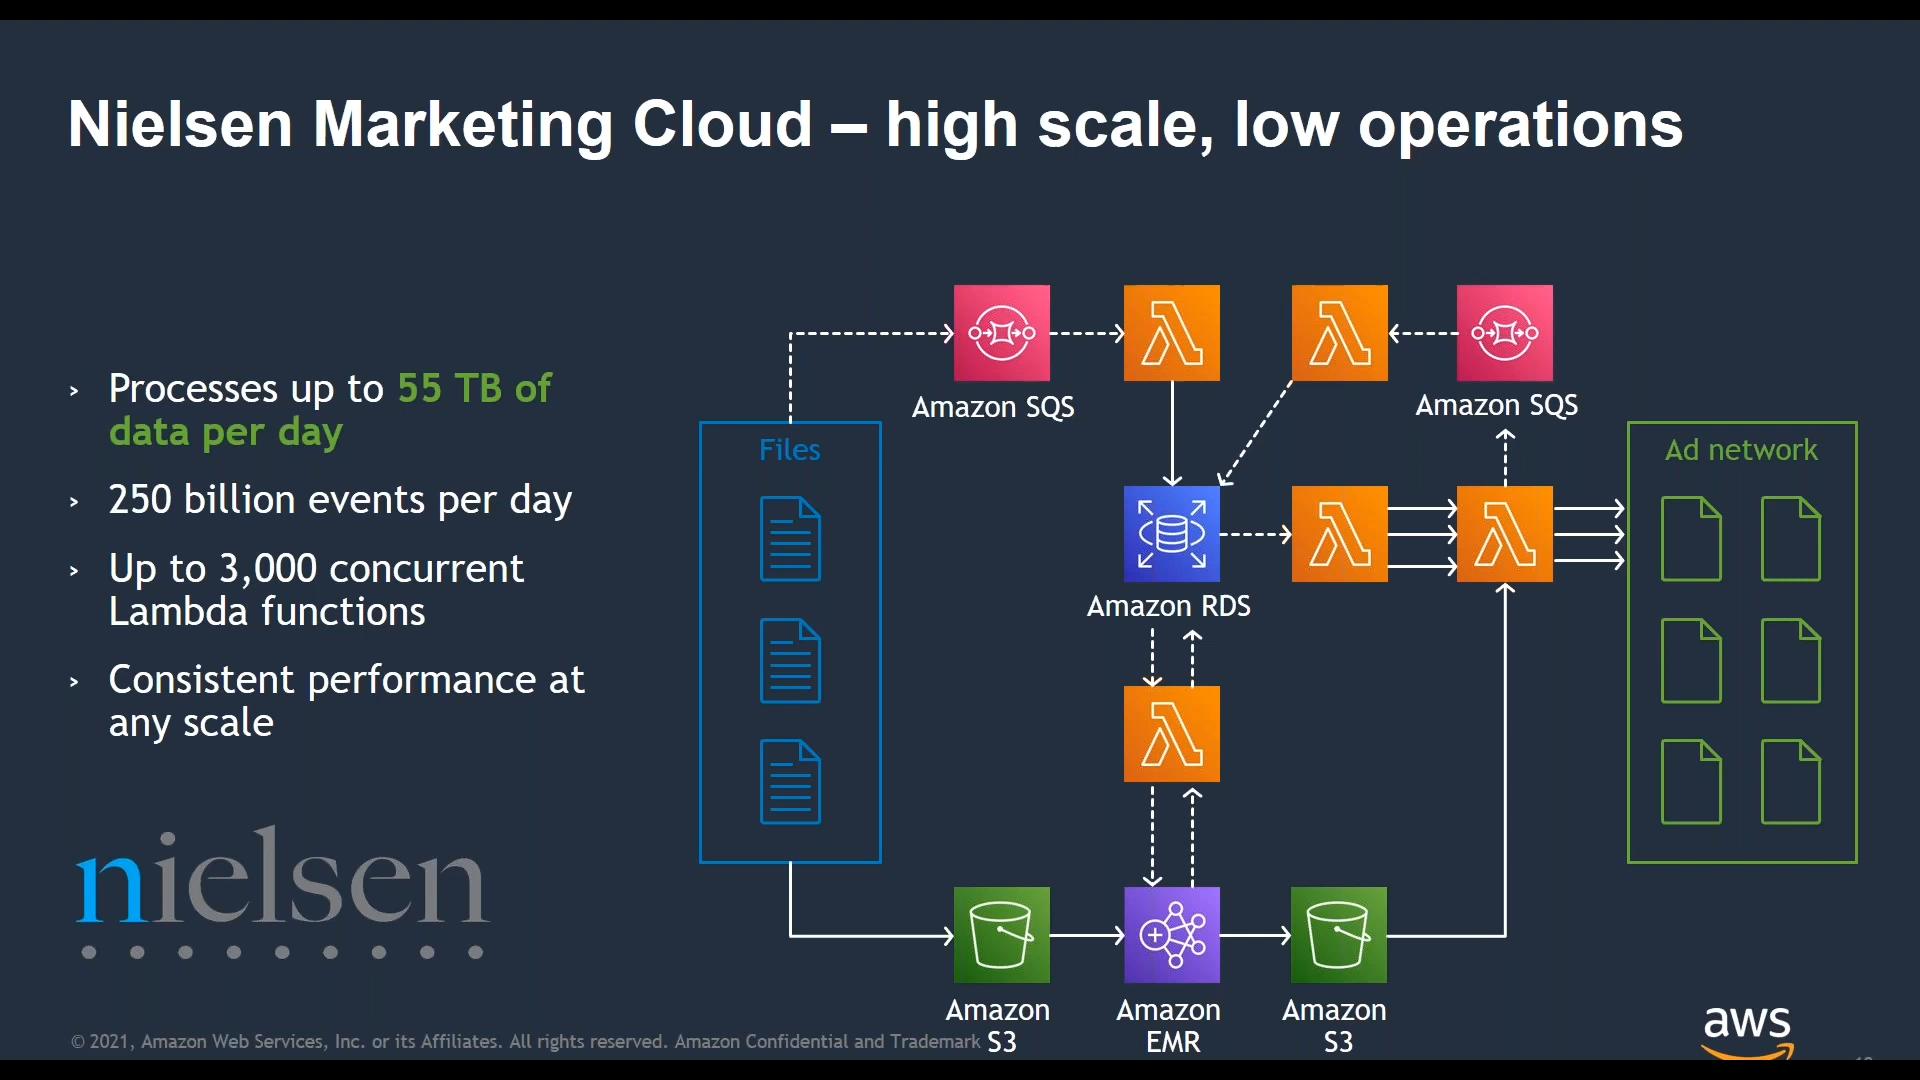 Nielsen Marketing Cloud – high scale, low operations
› Processes up to 55 TB of
data per day
› 250 billion events per day
› Up to 3,000 concurrent
Lambda functions
› Consistent performance at
any scale
nielsen
Files
Amazon SQS
Amazon SQS
Amazon RDS
Ad network
Amazon
S3
Amazon
EMR
Amazon
S3
© 2021, Amazon Web Services, Inc. or its Affiliates. All rights reserved. Amazon Confidential and Trademark
aws